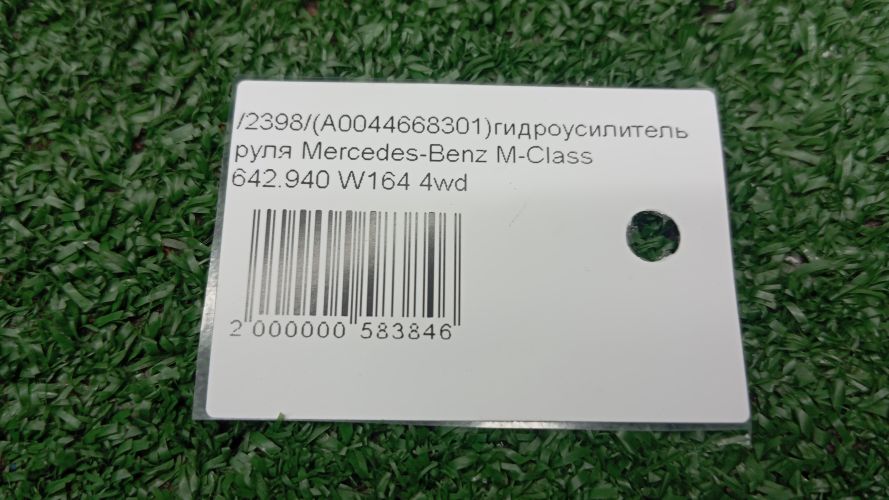 /2398/(A0044668301)гидроусилитель
руля Mercedes-Benz M-Class
642.940 W164 4wd
2 000000 583846